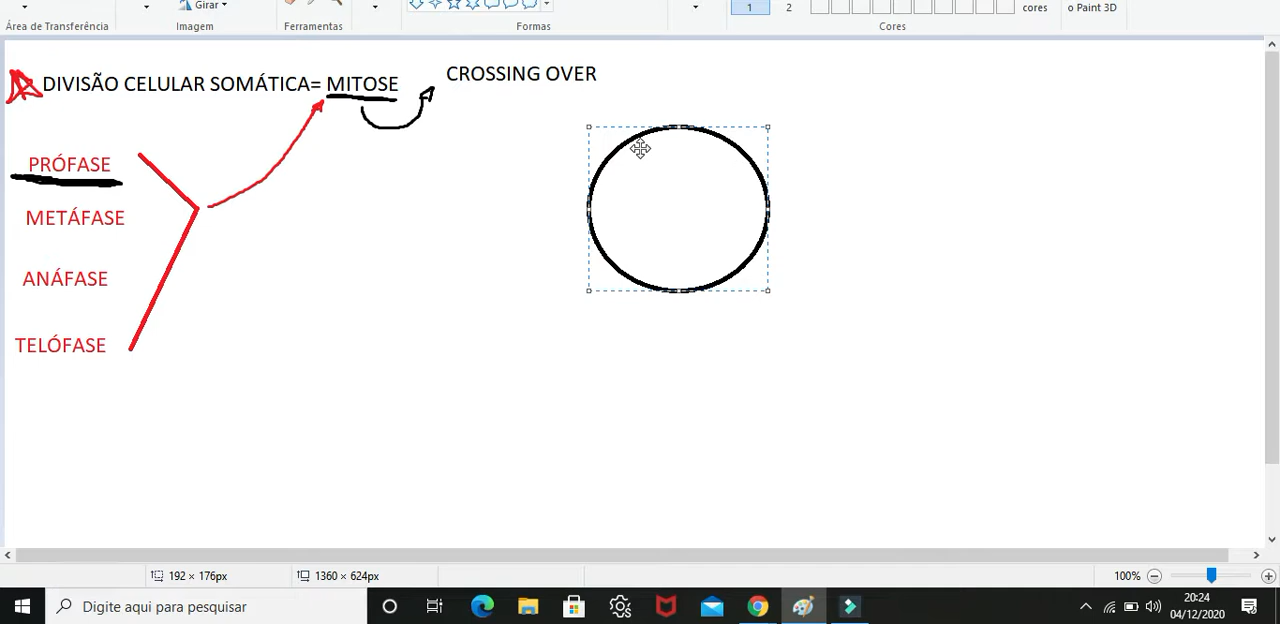 Girar
Área de Transferência
Imagem
Ferramentas
Formas
1
2
cores
o Paint 3D
Cores
DIVISÃO CELULAR SOMÁTICA= MITOSE
CROSSING OVER
PRÓFASE
METÁFASE
ANÁFASE
TELÓFASE
192 × 176px
1360 × 624px
100%
Digite aqui para pesquisar
20:24
04/12/2020